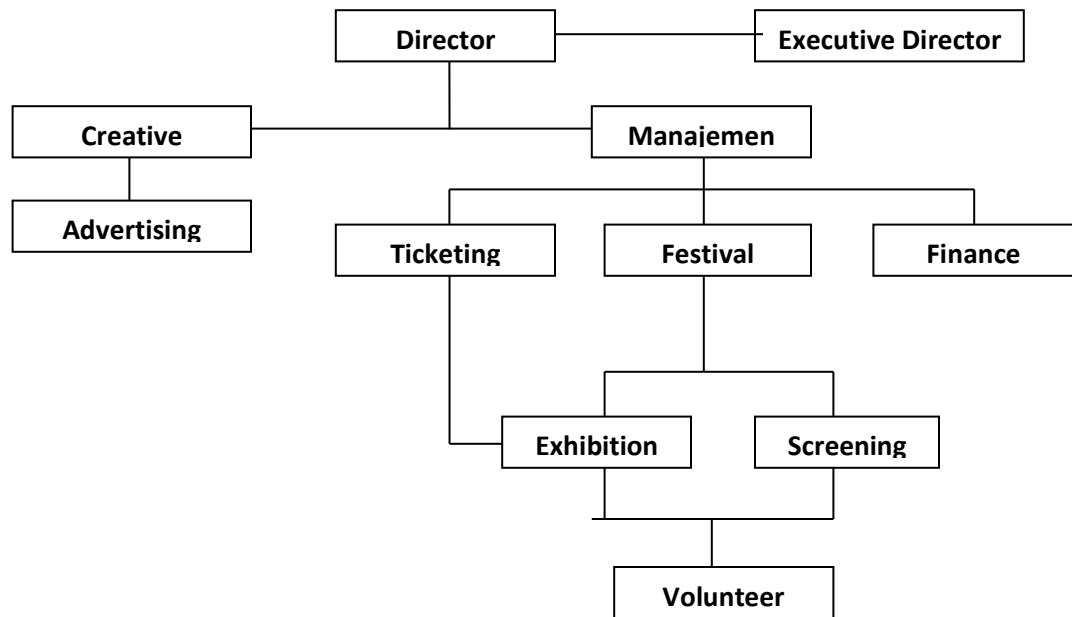 Director
Executive Director
Creative
Manajemen
Advertising
Ticketing
Festival
Finance
Exhibition
Screening
Volunteer